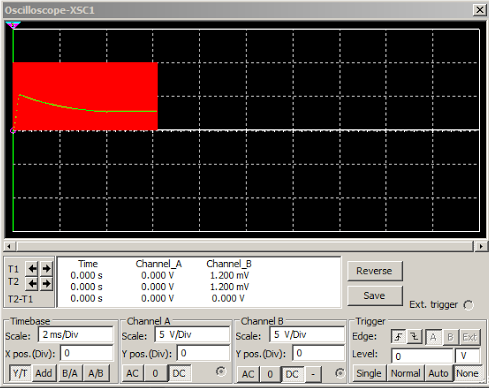 Oscilloscope-XSC1
Time Channel_A Channel_B
T1 0.000 s 0.000 V 1.200 mV
T2 0.000 s 0.000 V 1.200 mV
T2-T1 0.000 s 0.000 V 0.000 V
Reverse
Save
Ext. trigger
Timebase
Scale: 2 ms/Div
X pos.(Div): 0
Y/T Add B/A A/B
Channel A
Scale: 5 V/Div
Y pos.(Div): 0
AC 0 DC
Channel B
Scale: 5 V/Div
Y pos.(Div): 0
AC 0 DC -
Trigger
Edge: A B Ext
Level: 0 V
Single Normal Auto None